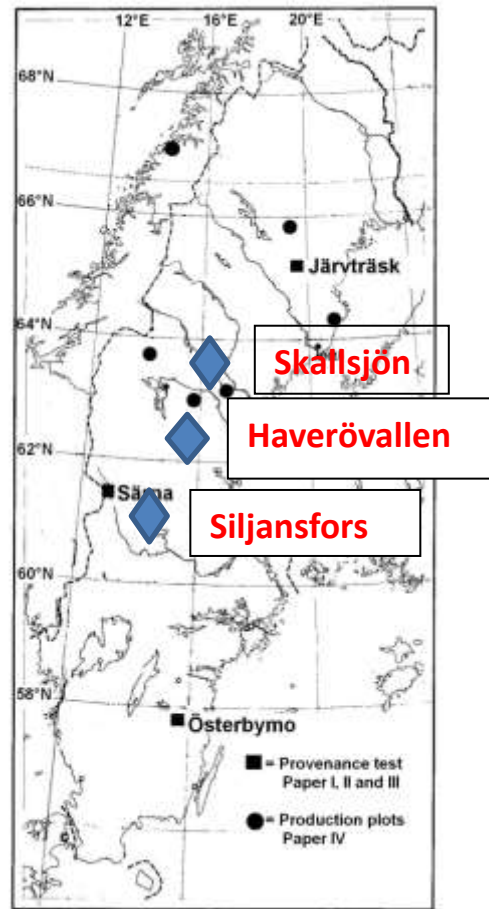 12°E 16°E 20°E
68°N
66°N
Järvträsk
64°N
Skallsjön
Haverövallen
62°N
Särna
Siljansfors
60°N
58°N
Österbymo
■ = Provenance test
Paper I, II and III
● = Production plots
Paper IV